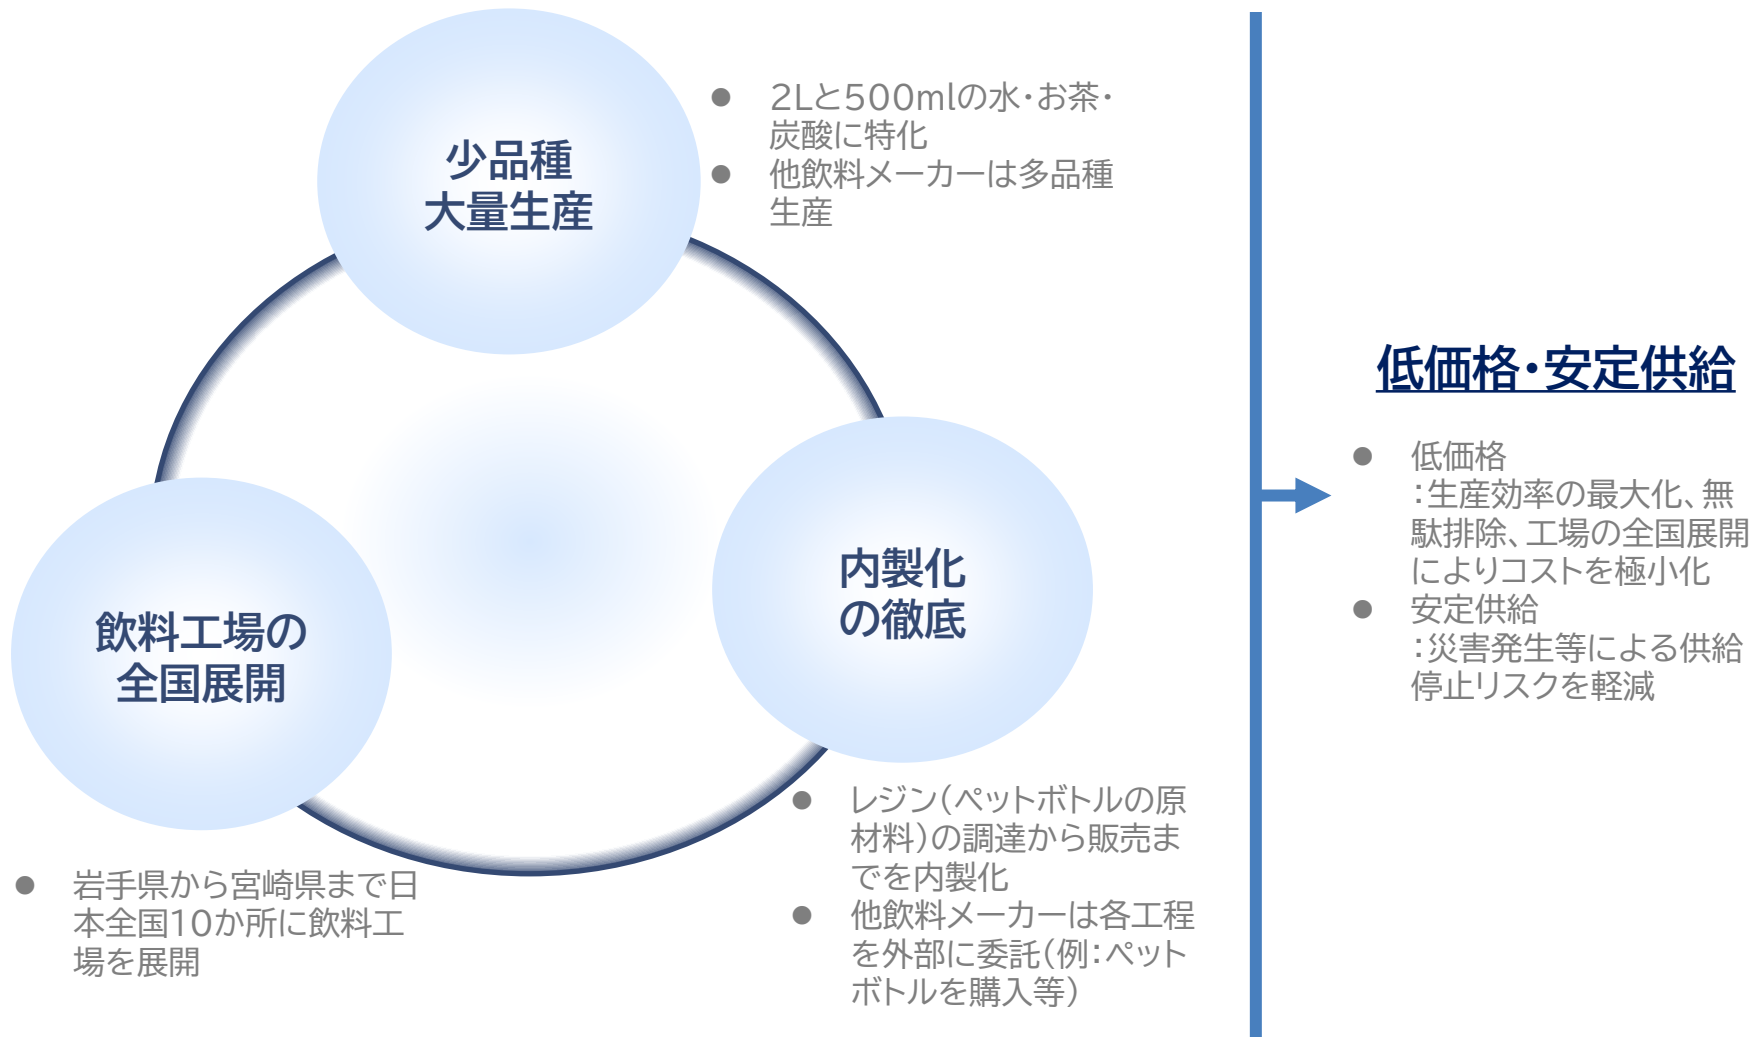 少品種
大量生産
● 2Lと500mlの水・お茶・
炭酸に特化
● 他飲料メーカーは多品種
生産
内製化
の徹底
● レジン(ペットボトルの原
材料)の調達から販売ま
でを内製化
● 他飲料メーカーは各工程
を外部に委託(例:ペット
ボトルを購入等)
飲料工場の
全国展開
● 岩手県から宮崎県まで日
本全国10か所に飲料工
場を展開
低価格・安定供給
● 低価格
:生産効率の最大化、無
駄排除、工場の全国展開
によりコストを極小化
● 安定供給
:災害発生等による供給
停止リスクを軽減